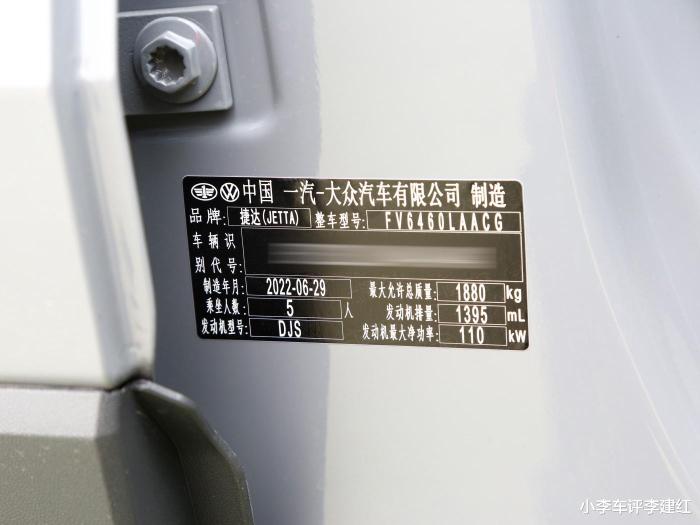 中国 一汽-大众汽车有限公司 制造
品牌: 捷达(JETTA) 整车型号: FV6460LAACG
车辆识
别代号:
制造年月: 2022-06-29 最大允许总质量: 1880 kg
乘坐人数: 5 人 发动机排量: 1395 mL
发动机型号: DJS 发动机最大净功率: 110 kW
小李车评李建红